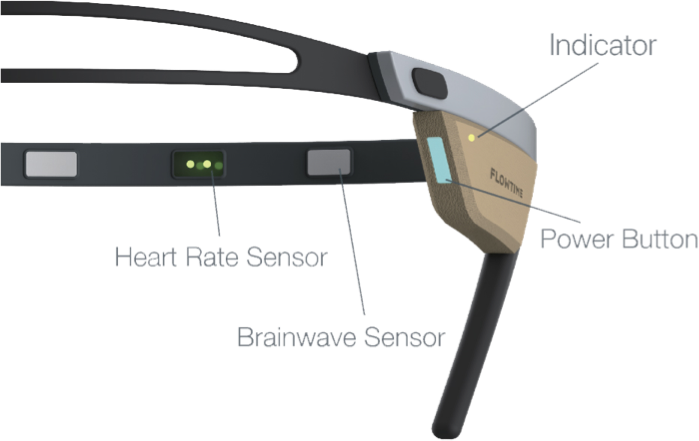 Indicator
FLOWTIME
Power Button
Heart Rate Sensor
Brainwave Sensor